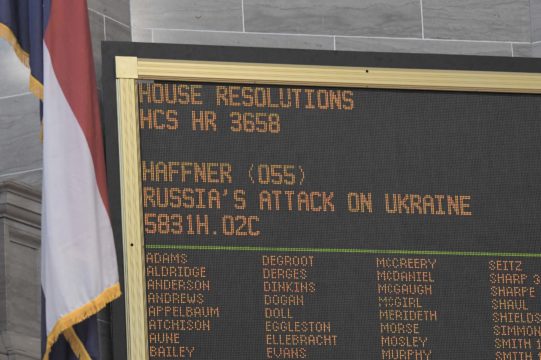 HOUSE RESOLUTIONS
HCS HR 3658
HAFFNER (055)
RUSSIA'S ATTACK ON UKRAINE
5831H.02C
ADAMS DEGROOT MCCREERY SEITZ
ALDRIDGE DERGES MCDANIEL SHARP 3
ANDERSON DINKINS MCGAUGH SHARPE
ANDREWS DOGAN MCGIRL SHAUL
APPELBAUM DOLL MERIDETH SHIELDS
ATCHISON EGGLESTON MORSE SIMMON
AUNE ELLEBRACHT MOSLEY SMITH
BAILEY EVANS MURPHY SMITH